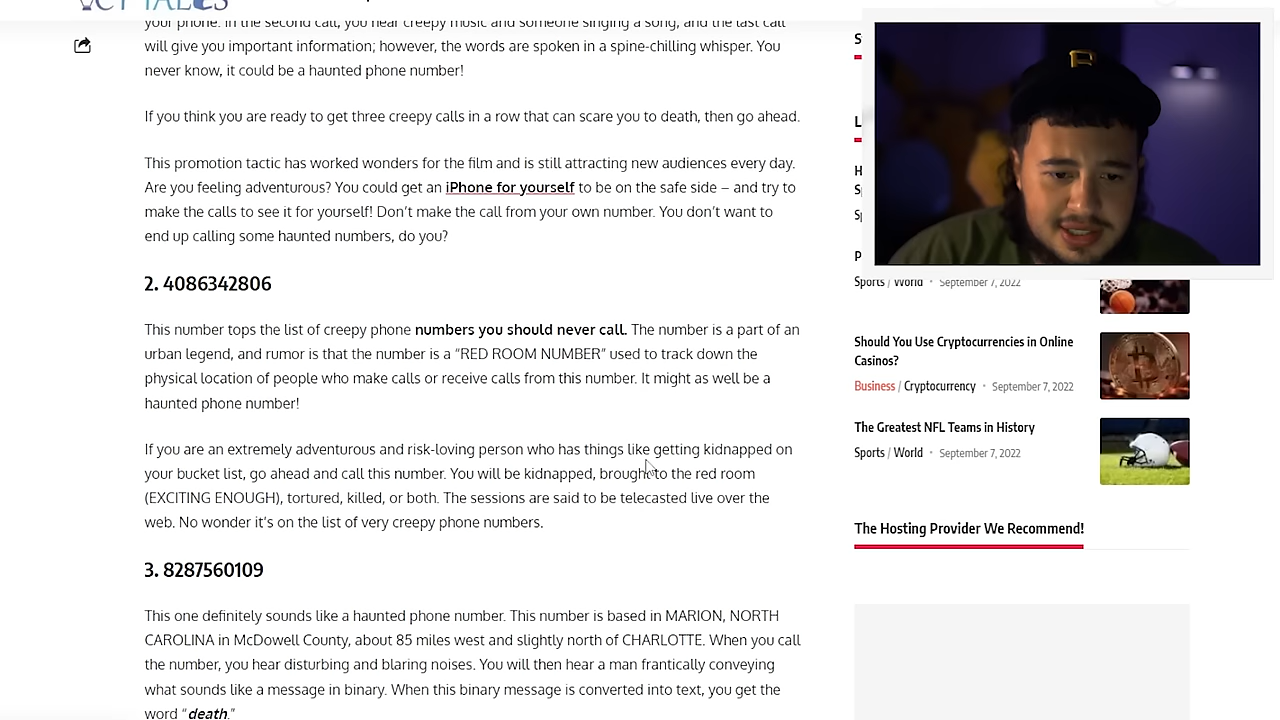 your phone. In the second call, you hear creepy music and someone singing a song, and the last call
will give you important information; however, the words are spoken in a spine-chilling whisper. You
never know, it could be a haunted phone number!
If you think you are ready to get three creepy calls in a row that can scare you to death, then go ahead.
This promotion tactic has worked wonders for the film and is still attracting new audiences every day.
Are you feeling adventurous? You could get an iPhone for yourself to be on the safe side – and try to
make the calls to see it for yourself! Don't make the call from your own number. You don't want to
end up calling some haunted numbers, do you?
2. 4086342806
This number tops the list of creepy phone numbers you should never call. The number is a part of an
urban legend, and rumor is that the number is a “RED ROOM NUMBER” used to track down the
physical location of people who make calls or receive calls from this number. It might as well be a
haunted phone number!
If you are an extremely adventurous and risk-loving person who has things like getting kidnapped on
your bucket list, go ahead and call this number. You will be kidnapped, brought to the red room
(EXCITING ENOUGH), tortured, killed, or both. The sessions are said to be telecasted live over the
web. No wonder it's on the list of very creepy phone numbers.
3. 8287560109
This one definitely sounds like a haunted phone number. This number is based in MARION, NORTH
CAROLINA in McDowell County, about 85 miles west and slightly north of CHARLOTTE. When you call
the number, you hear disturbing and blaring noises. You will then hear a man frantically conveying
what sounds like a message in binary. When this binary message is converted into text, you get the
word “death.”
S
L
H
Sp
Sp
P
Sports / World • September 7, 2022
Should You Use Cryptocurrencies in Online
Casinos?
Business / Cryptocurrency • September 7, 2022
The Greatest NFL Teams in History
Sports / World • September 7, 2022
The Hosting Provider We Recommend!